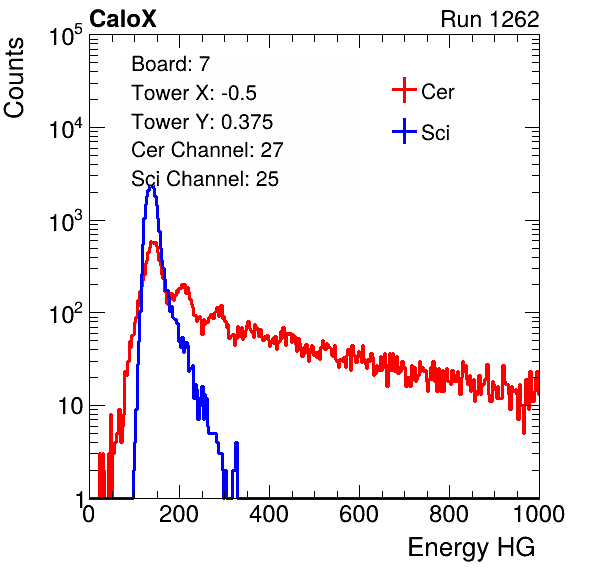 CaloX Run 1262
Counts
10^5
10^4
10^3
10^2
10
1
Board: 7
Tower X: -0.5
Tower Y: 0.375
Cer Channel: 27
Sci Channel: 25
Cer
Sci
0 200 400 600 800 1000
Energy HG